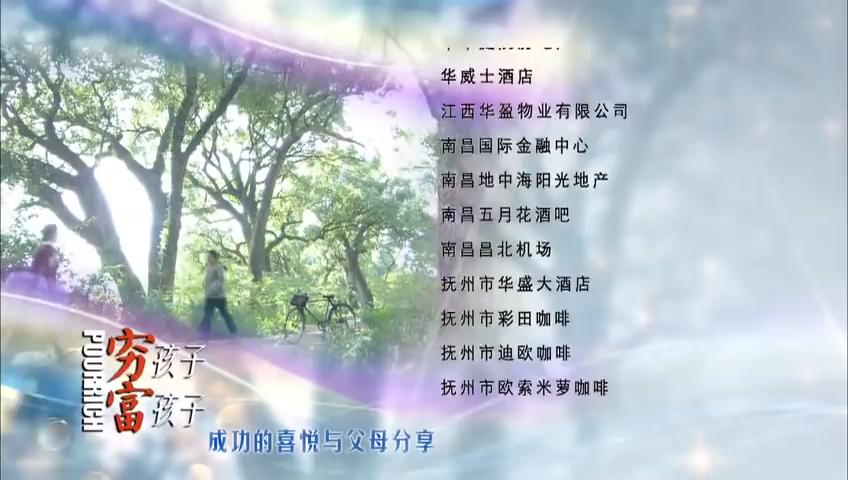 华威士酒店
江西华盈物业有限公司
南昌国际金融中心
南昌地中海阳光地产
南昌五月花酒吧
南昌昌北机场
抚州市华盛大酒店
抚州市彩田咖啡
抚州市迪欧咖啡
抚州市欧索米萝咖啡
POURRICH
穷孩子
富孩子
成功的喜悦与父母分享